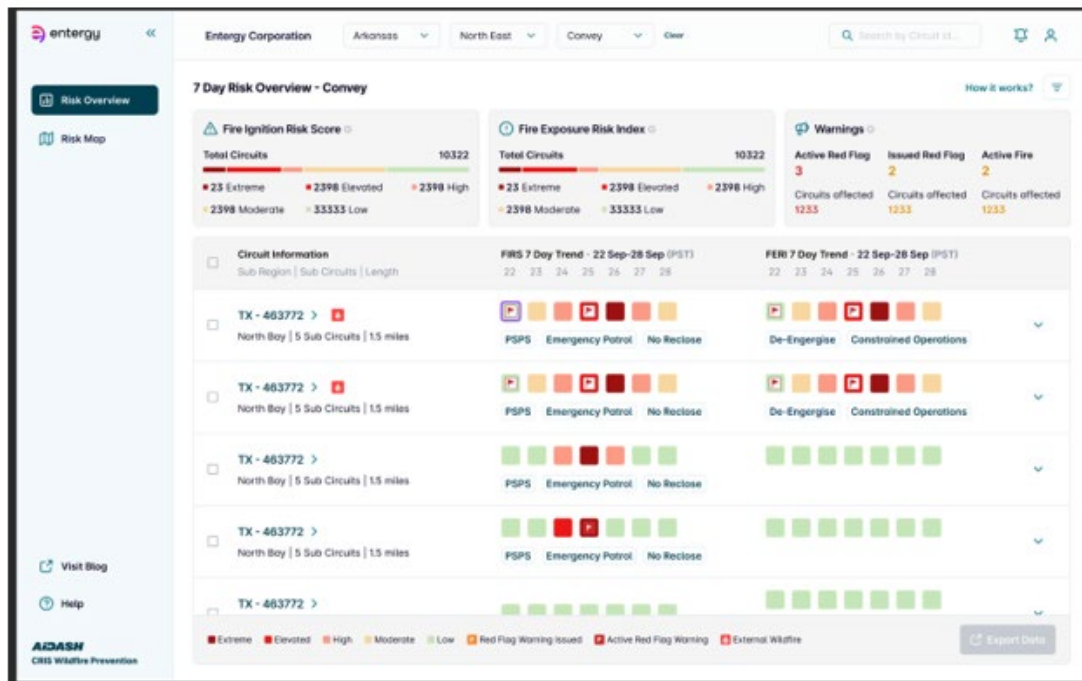 entergy «
Entergy Corporation Arkansas North East Convey Clear Search by Circuit st...
Risk Overview
Risk Map
7 Day Risk Overview - Convey How it works?
Fire Ignition Risk Score
Total Circuits 10322
23 Extreme 2398 Elevated 2398 High
2398 Moderate 33333 Low
Fire Exposure Risk Index
Total Circuits 10322
23 Extreme 2398 Elevated 2398 High
2398 Moderate 33333 Low
Warnings
Active Red Flag Issued Red Flag Active Fire
3 2 2
Circuits affected Circuits affected Circuits affected
1233 1233 1233
Circuit Information FIRS 7 Day Trend - 22 Sep-28 Sep (PST) FERI 7 Day Trend - 22 Sep-28 Sep (PST)
Sub Region | Sub Circuits | Length 22 23 24 25 26 27 28 22 23 24 25 26 27 28
TX - 463772 >
North Bay | 5 Sub Circuits | 1.5 miles PSPS Emergency Patrol No Reclose De-Engergise Constrained Operations
TX - 463772 >
North Bay | 5 Sub Circuits | 1.5 miles PSPS Emergency Patrol No Reclose De-Engergise Constrained Operations
TX - 463772 >
North Bay | 5 Sub Circuits | 1.5 miles PSPS Emergency Patrol No Reclose
TX - 463772 >
North Bay | 5 Sub Circuits | 1.5 miles PSPS Emergency Patrol No Reclose
TX - 463772 >
Extreme Elevated High Moderate Low Red Flag Warning Issued Active Red Flag Warning External Wildfire Export Data
Visit Blog
Help
AiDASH
CRIS Wildfire Prevention